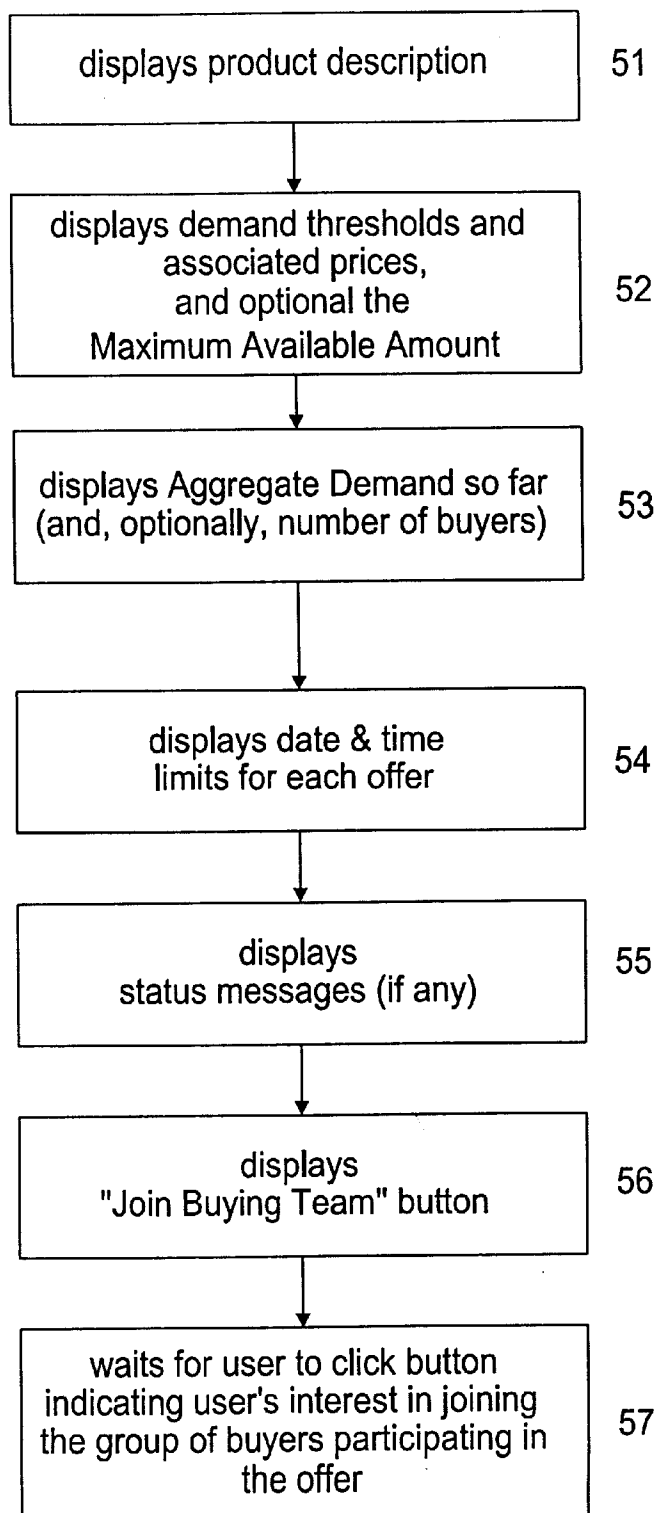 displays product description
51
displays demand thresholds and
associated prices,
and optional the
Maximum Available Amount
52
displays Aggregate Demand so far
(and, optionally, number of buyers)
53
displays date & time
limits for each offer
54
displays
status messages (if any)
55
displays
"Join Buying Team" button
56
waits for user to click button
indicating user's interest in joining
the group of buyers participating in
the offer
57